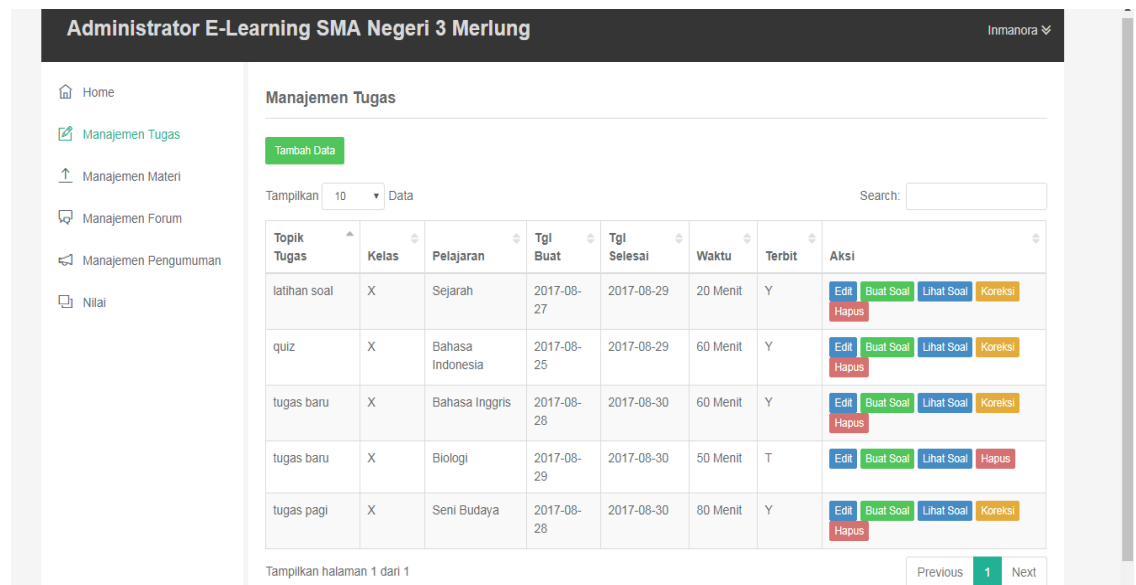 Administrator E-Learning SMA Negeri 3 Merlung
Inmanora
Home
Manajemen Tugas
Manajemen Materi
Manajemen Forum
Manajemen Pengumuman
Nilai
Manajemen Tugas
Tambah Data
Tampilkan 10 Data
Search:
Topik Tugas Kelas Pelajaran Tgl Buat Tgl Selesai Waktu Terbit Aksi
latihan soal X Sejarah 2017-08-27 2017-08-29 20 Menit Y Edit Buat Soal Lihat Soal Koreksi Hapus
quiz X Bahasa Indonesia 2017-08-25 2017-08-29 60 Menit Y Edit Buat Soal Lihat Soal Koreksi Hapus
tugas baru X Bahasa Inggris 2017-08-28 2017-08-30 60 Menit Y Edit Buat Soal Lihat Soal Koreksi Hapus
tugas baru X Biologi 2017-08-29 2017-08-30 50 Menit T Edit Buat Soal Lihat Soal Hapus
tugas pagi X Seni Budaya 2017-08-28 2017-08-30 80 Menit Y Edit Buat Soal Lihat Soal Koreksi Hapus
Tampilkan halaman 1 dari 1
Previous 1 Next